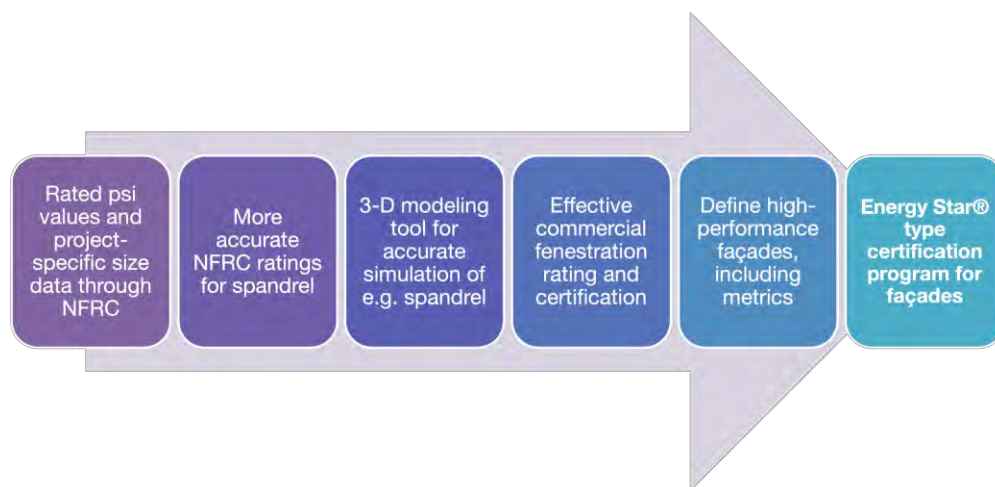 Rated psi
values and
project-
specific size
data through
NFRC
More
accurate
NFRC ratings
for spandrel
3-D modeling
tool for
accurate
simulation of
e.g. spandrel
Effective
commercial
fenestration
rating and
certification
Define high-
performance
façades,
including
metrics
Energy Star®
type
certification
program for
façades